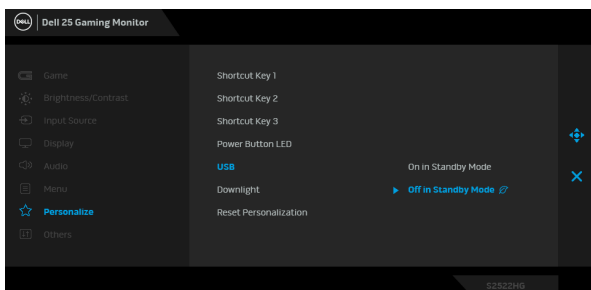 DELL Dell 25 Gaming Monitor
Game
Brightness/Contrast
Input Source
Display
Audio
Menu
Personalize
Others
Shortcut Key 1
Shortcut Key 2
Shortcut Key 3
Power Button LED
USB
Downlight
Reset Personalization
On in Standby Mode
Off in Standby Mode
S2522HG